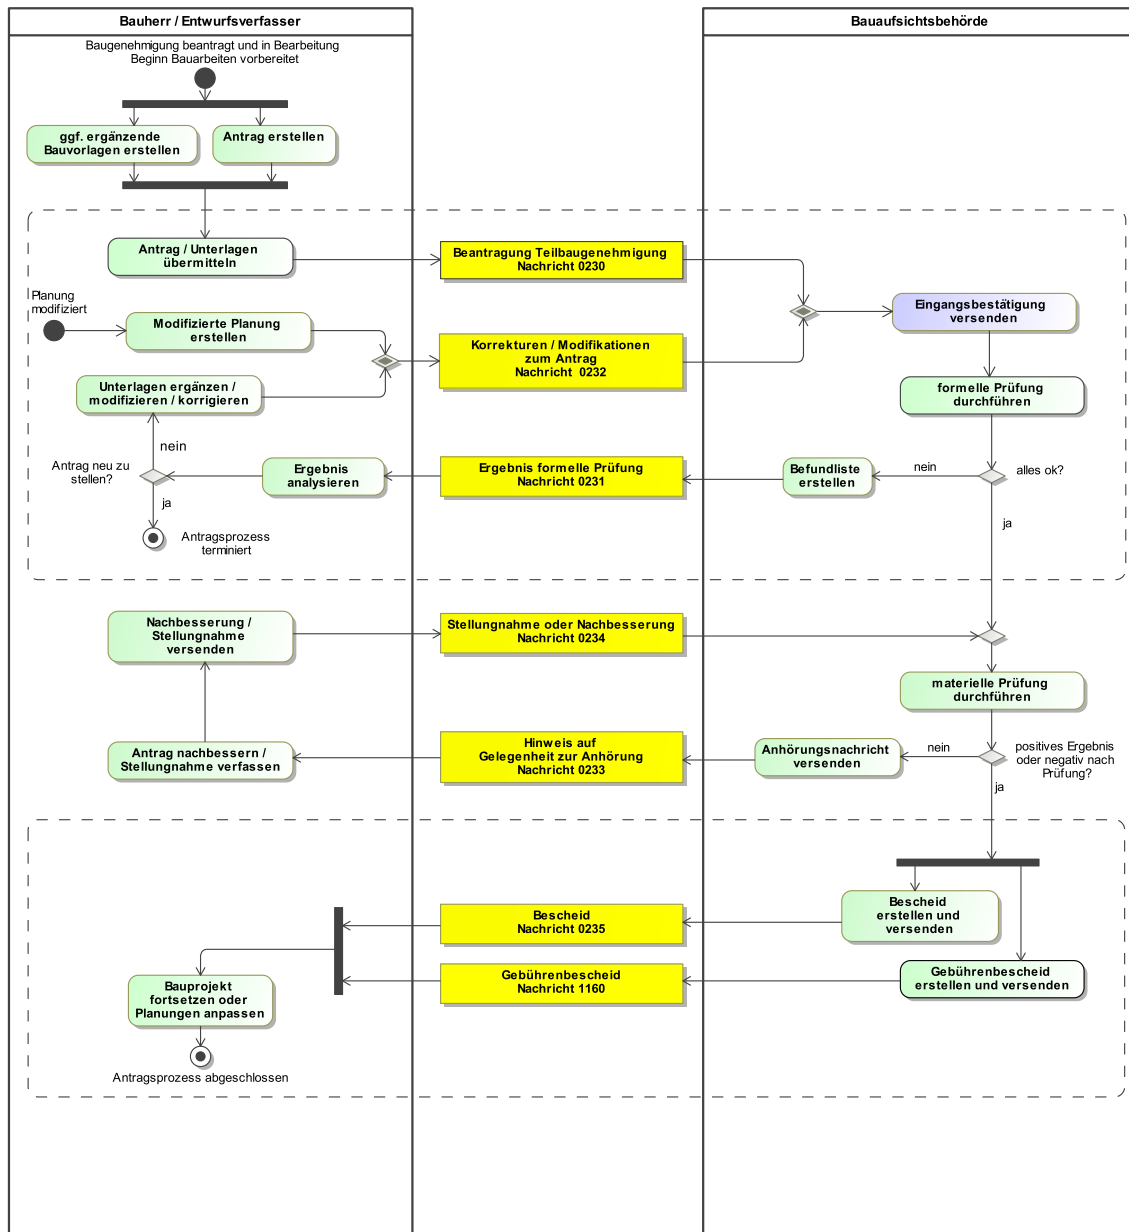 Bauherr / Entwurfsverfasser
Bauaufsichtsbehörde
Baugenehmigung beantragt und in Bearbeitung
Beginn Bauarbeiten vorbereitet
ggf. ergänzende
Bauvorlagen erstellen
Antrag erstellen
Antrag / Unterlagen
übermitteln
Beantragung Teilbaugenehmigung
Nachricht 0230
Eingangsbestätigung
versenden
Planung
modifiziert
Modifizierte Planung
erstellen
Korrekturen / Modifikationen
zum Antrag
Nachricht 0232
Unterlagen ergänzen /
modifizieren / korrigieren
formelle Prüfung
durchführen
nein
Antrag neu zu
stellen?
Ergebnis
analysieren
Ergebnis formelle Prüfung
Nachricht 0231
Befundliste
erstellen
nein
alles ok?
ja
ja
Antragsprozess
terminiert
Nachbesserung /
Stellungnahme
versenden
Stellungnahme oder Nachbesserung
Nachricht 0234
materielle Prüfung
durchführen
Antrag nachbessern /
Stellungnahme verfassen
Hinweis auf
Gelegenheit zur Anhörung
Nachricht 0233
Anhörungsnachricht
versenden
nein
positives Ergebnis
oder negativ nach
Prüfung?
ja
Bescheid
Nachricht 0235
Bescheid
erstellen und
versenden
Gebührenbescheid
Nachricht 1160
Gebührenbescheid
erstellen und versenden
Bauprojekt
fortsetzen oder
Planungen anpassen
Antragsprozess abgeschlossen